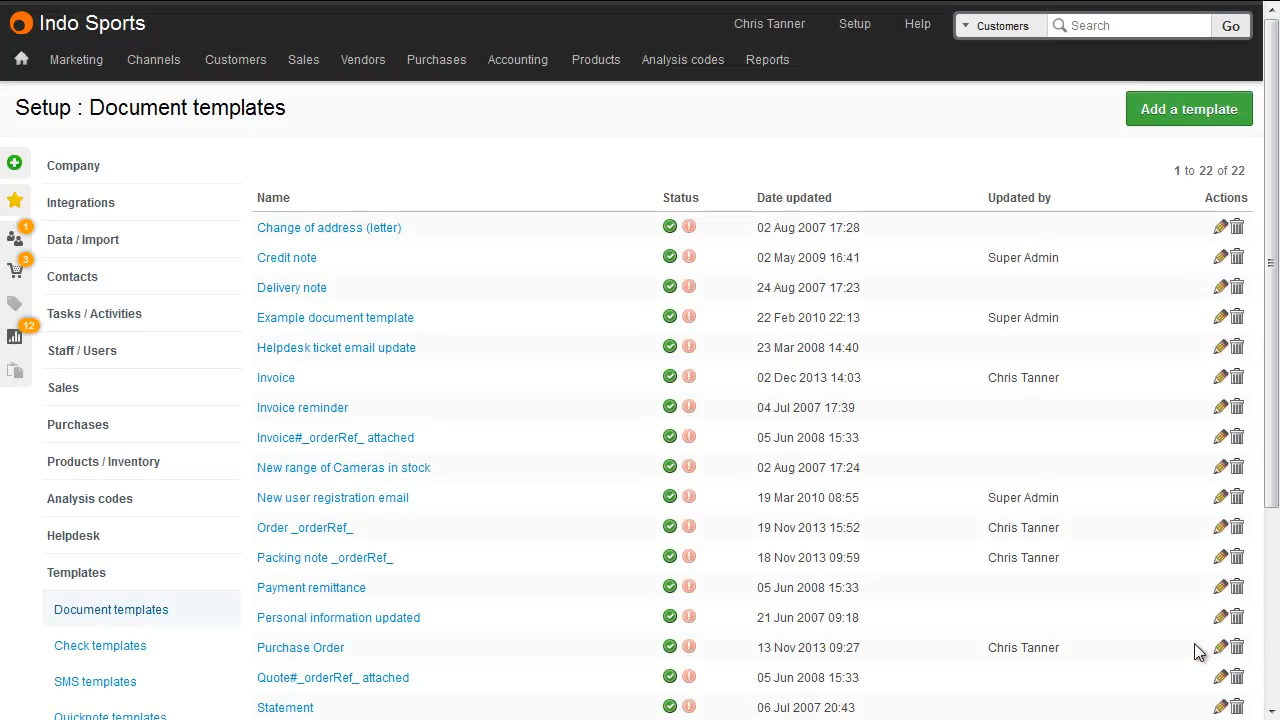 Indo Sports
Chris Tanner Setup Help Customers Search Go
Marketing Channels Customers Sales Vendors Purchases Accounting Products Analysis codes Reports
Setup : Document templates
Add a template
1 to 22 of 22
1
3
12
Company
Integrations
Data / Import
Contacts
Tasks / Activities
Staff / Users
Sales
Purchases
Products / Inventory
Analysis codes
Helpdesk
Templates
Document templates
Check templates
SMS templates
Quicknote templates
Name Status Date updated Updated by Actions
Change of address (letter) 02 Aug 2007 17:28
Credit note 02 May 2009 16:41 Super Admin
Delivery note 24 Aug 2007 17:23
Example document template 22 Feb 2010 22:13 Super Admin
Helpdesk ticket email update 23 Mar 2008 14:40
Invoice 02 Dec 2013 14:03 Chris Tanner
Invoice reminder 04 Jul 2007 17:39
Invoice#_orderRef_ attached 05 Jun 2008 15:33
New range of Cameras in stock 02 Aug 2007 17:24
New user registration email 19 Mar 2010 08:55 Super Admin
Order _orderRef_ 19 Nov 2013 15:52 Chris Tanner
Packing note _orderRef_ 18 Nov 2013 09:59 Chris Tanner
Payment remittance 05 Jun 2008 15:33
Personal information updated 21 Jun 2007 09:18
Purchase Order 13 Nov 2013 09:27 Chris Tanner
Quote#_orderRef_ attached 05 Jun 2008 15:33
Statement 06 Jul 2007 20:43